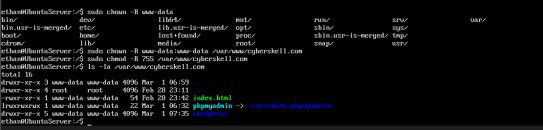 ethan@UbuntuServer:/$ sudo chown -R www-data
bin/ dev/ lib64/ mnt/ run/ srv/ var/
bin.usr-is-merged/ etc/ lib.usr-is-merged/ opt/ sbin/ sys/
boot/ home/ lost+found/ proc/ sbin.usr-is-merged/ tmp/
cdrom/ lib/ media/ root/ snap/ usr/
ethan@UbuntuServer:/$ sudo chown -R www-data:www-data /var/www/cyberskell.com
ethan@UbuntuServer:/$ sudo chmod -R 755 /var/www/cyberskell.com
ethan@UbuntuServer:/$ ls -la /var/www/cyberskell.com
total 16
drwxr-xr-x 3 www-data www-data 4096 Mar 1 06:59
drwxr-xr-x 4 root root 4096 Feb 28 23:11
-rwxr-xr-x 1 www-data www-data 54 Feb 28 23:42 index.html
lrwxrwxrwx 1 www-data www-data 22 Mar 1 06:32 phpmyadmin -> /usr/share/phpmyadmin/
drwxr-xr-x 5 www-data www-data 4096 Mar 1 07:35 wordpress
ethan@UbuntuServer:/$ _